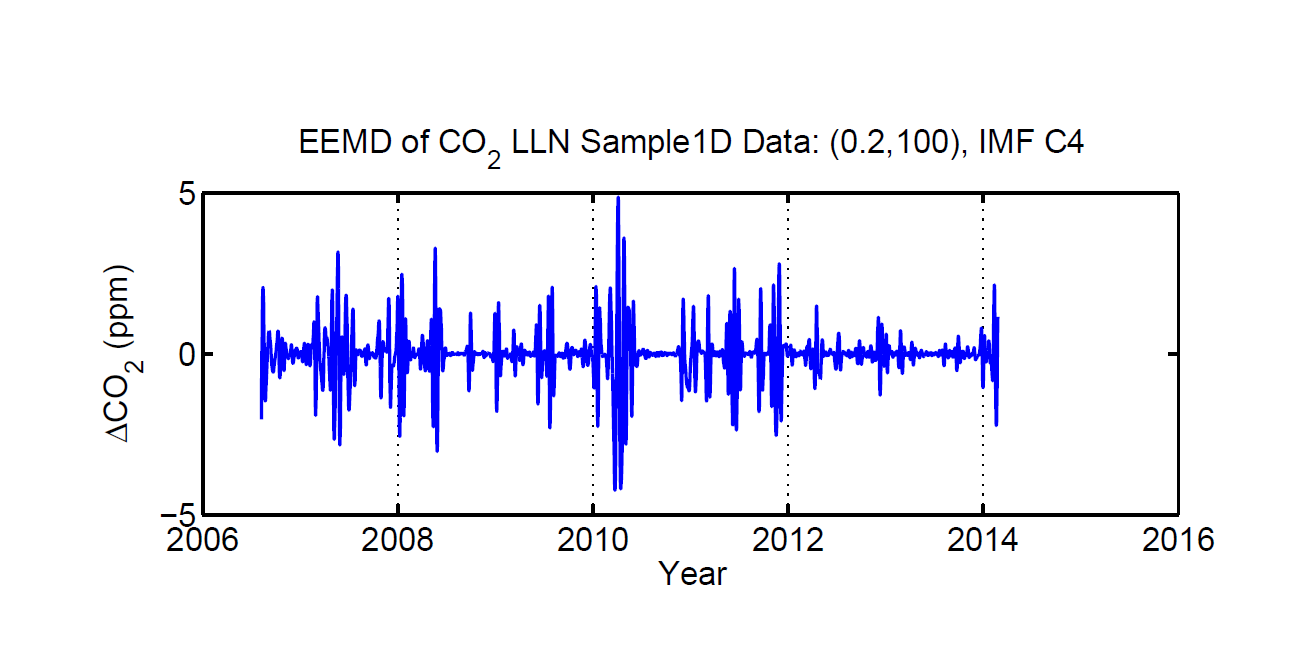 EEMD of CO2 LLN Sample1D Data: (0.2,100), IMF C4
5
0
−5
ΔCO2 (ppm)
2006 2008 2010 2012 2014 2016
Year